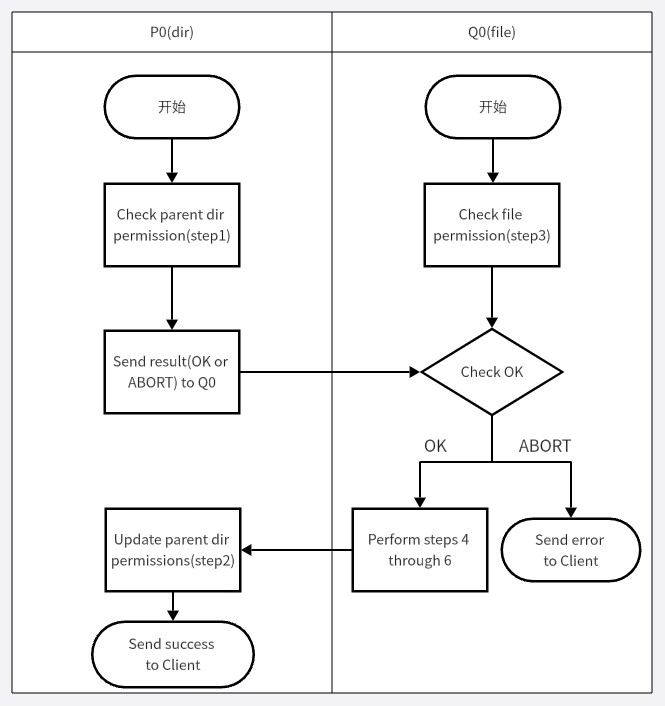 P0(dir)
Q0(file)
开始
开始
Check parent dir
permission(step1)
Check file
permission(step3)
Send result(OK or
ABORT) to Q0
Check OK
OK
ABORT
Update parent dir
permissions(step2)
Perform steps 4
through 6
Send error
to Client
Send success
to Client